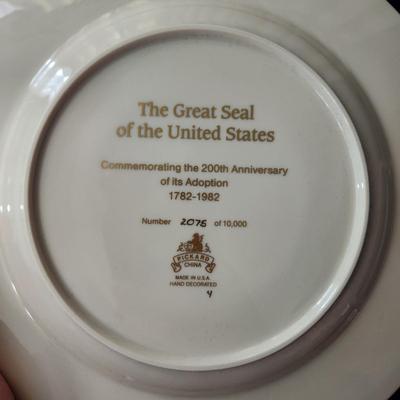 The Great Seal
of the United States
Commemorating the 200th Anniversary
of its Adoption
1782-1982
Number 2075 of 10,000
PICKARD
CHINA
MADE IN U.S.A.
HAND DECORATED
4